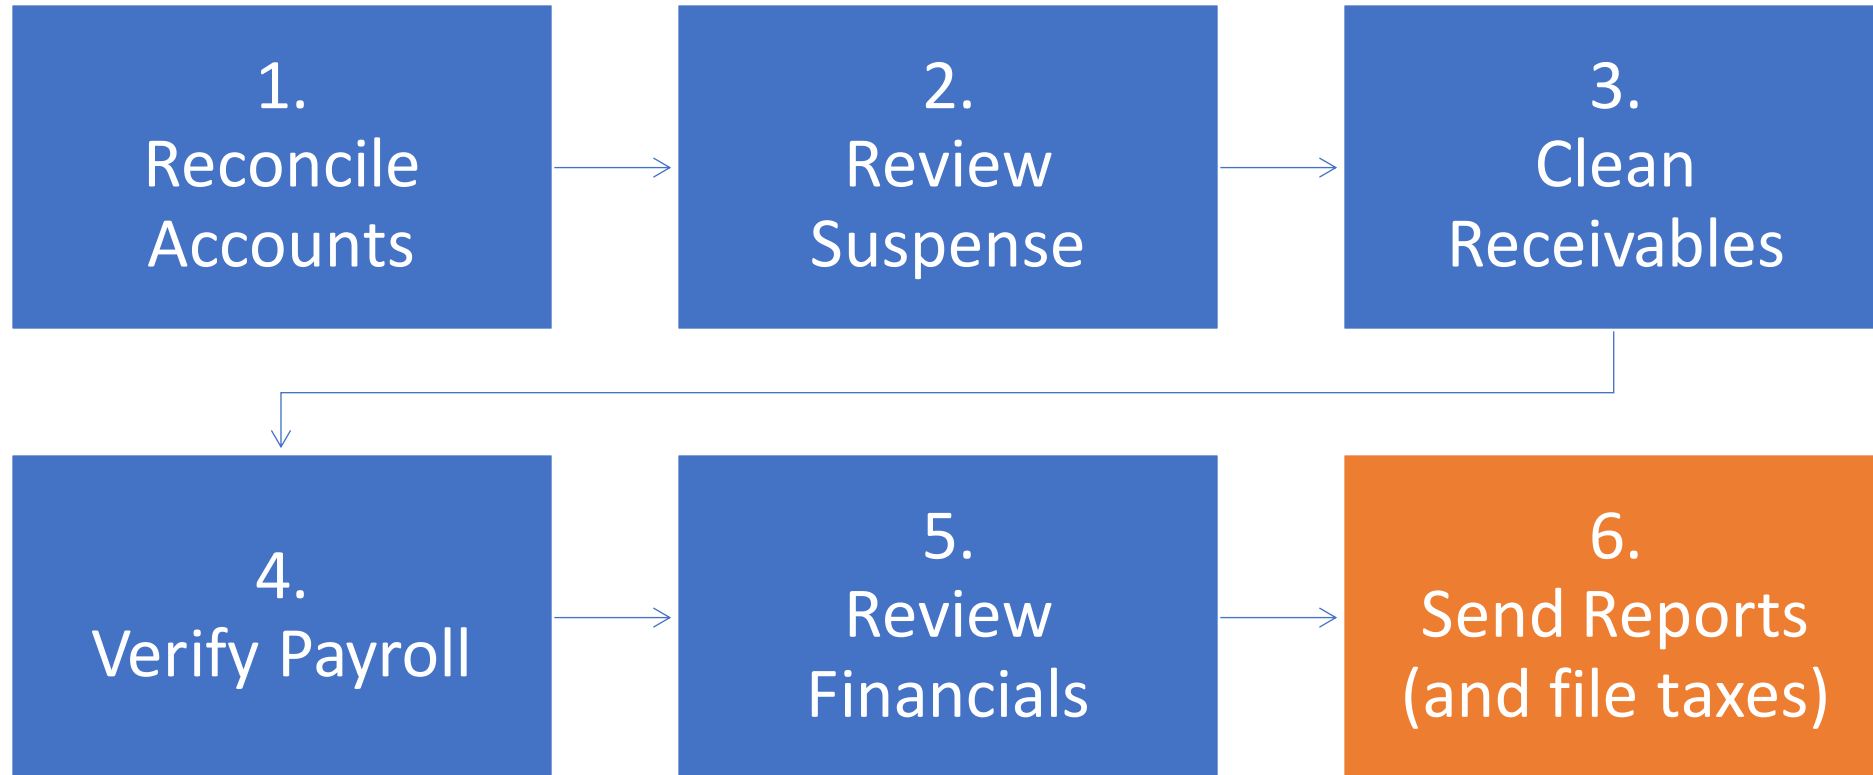 1.
Reconcile
Accounts
2.
Review
Suspense
3.
Clean
Receivables
4.
Verify Payroll
5.
Review
Financials
6.
Send Reports
(and file taxes)